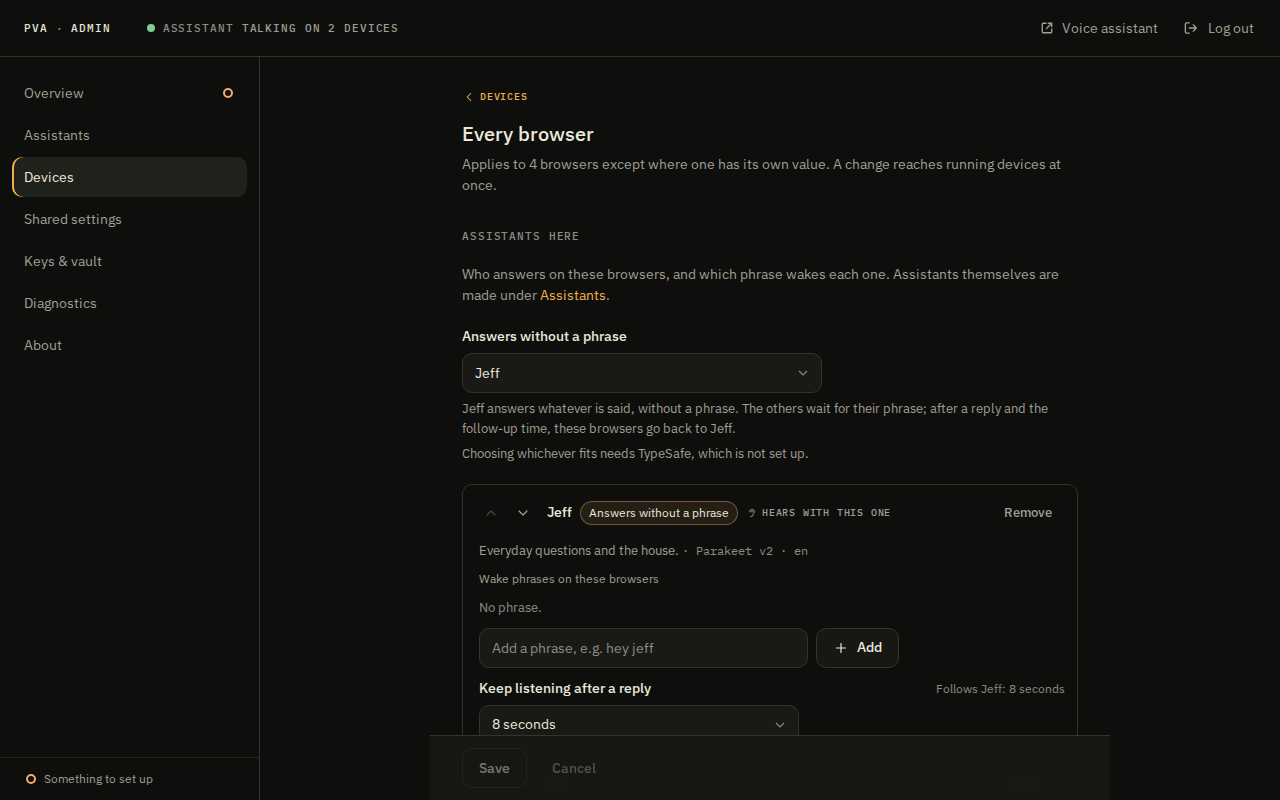 PVA · ADMIN
ASSISTANT TALKING ON 2 DEVICES
Voice assistant
Log out
Overview
Assistants
Devices
Shared settings
Keys & vault
Diagnostics
About
Something to set up
DEVICES
Every browser
Applies to 4 browsers except where one has its own value. A change reaches running devices at
once.
ASSISTANTS HERE
Who answers on these browsers, and which phrase wakes each one. Assistants themselves are
made under Assistants.
Answers without a phrase
Jeff
Jeff answers whatever is said, without a phrase. The others wait for their phrase; after a reply and the
follow-up time, these browsers go back to Jeff.
Choosing whichever fits needs TypeSafe, which is not set up.
Jeff Answers without a phrase HEARS WITH THIS ONE Remove
Everyday questions and the house. · Parakeet v2 · en
Wake phrases on these browsers
No phrase.
Add a phrase, e.g. hey jeff
Add
Keep listening after a reply Follows Jeff: 8 seconds
8 seconds
Save Cancel